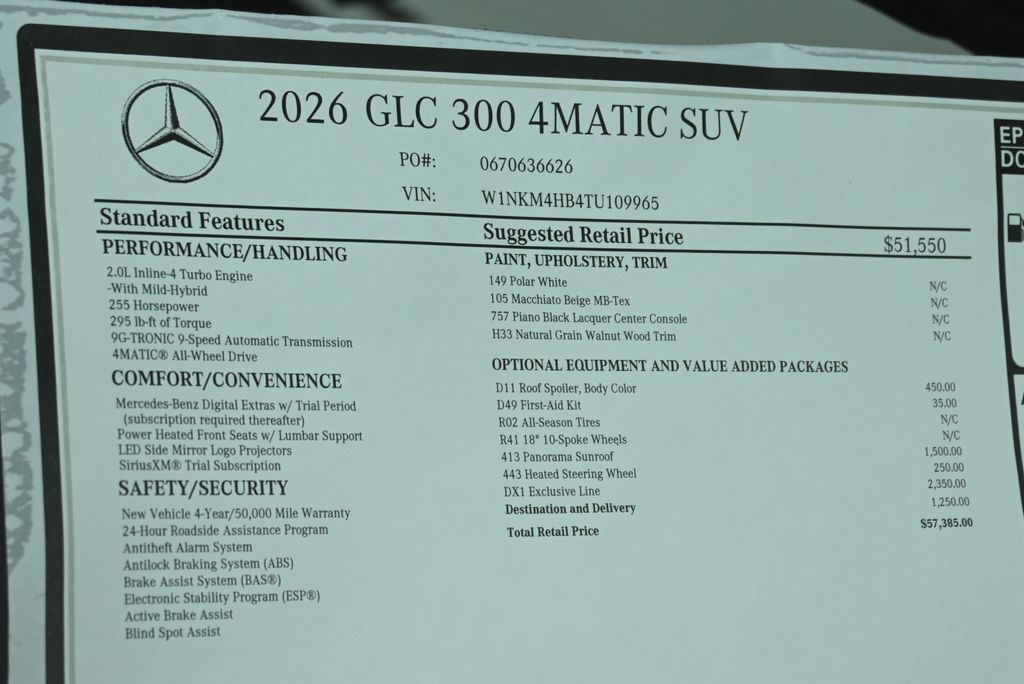 2026 GLC 300 4MATIC SUV
PO#: 0670636626
VIN: W1NKM4HB4TU109965
Standard Features
PERFORMANCE/HANDLING
2.0L Inline-4 Turbo Engine
-With Mild-Hybrid
255 Horsepower
295 lb-ft of Torque
9G-TRONIC 9-Speed Automatic Transmission
4MATIC® All-Wheel Drive
COMFORT/CONVENIENCE
Mercedes-Benz Digital Extras w/ Trial Period
(subscription required thereafter)
Power Heated Front Seats w/ Lumbar Support
LED Side Mirror Logo Projectors
SiriusXM® Trial Subscription
SAFETY/SECURITY
New Vehicle 4-Year/50,000 Mile Warranty
24-Hour Roadside Assistance Program
Antitheft Alarm System
Antilock Braking System (ABS)
Brake Assist System (BAS®)
Electronic Stability Program (ESP®)
Active Brake Assist
Blind Spot Assist
Suggested Retail Price $51,550
PAINT, UPHOLSTERY, TRIM
149 Polar White N/C
105 Macchiato Beige MB-Tex N/C
757 Piano Black Lacquer Center Console N/C
H33 Natural Grain Walnut Wood Trim N/C
OPTIONAL EQUIPMENT AND VALUE ADDED PACKAGES
D11 Roof Spoiler, Body Color 450.00
D49 First-Aid Kit 35.00
R02 All-Season Tires N/C
R41 18" 10-Spoke Wheels N/C
413 Panorama Sunroof 1,500.00
443 Heated Steering Wheel 250.00
DX1 Exclusive Line 2,350.00
Destination and Delivery 1,250.00
Total Retail Price $57,385.00
EP
DO